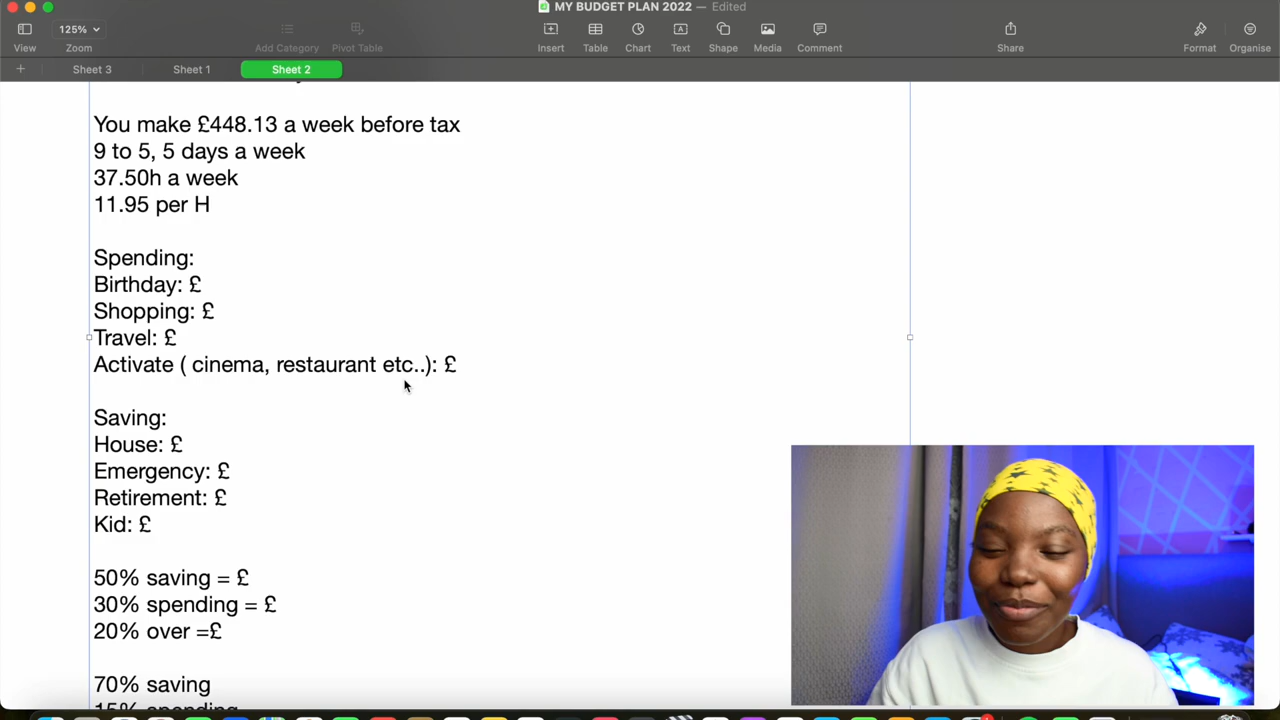 MY BUDGET PLAN 2022 — Edited
125%
View
Zoom
Add Category
Pivot Table
Insert
Table
Chart
Text
Shape
Media
Comment
Share
Format
Organise
Sheet 3
Sheet 1
Sheet 2
You make £448.13 a week before tax
9 to 5, 5 days a week
37.50h a week
11.95 per H
Spending:
Birthday: £
Shopping: £
Travel: £
Activate ( cinema, restaurant etc..): £
Saving:
House: £
Emergency: £
Retirement: £
Kid: £
50% saving = £
30% spending = £
20% over =£
70% saving
15% spending